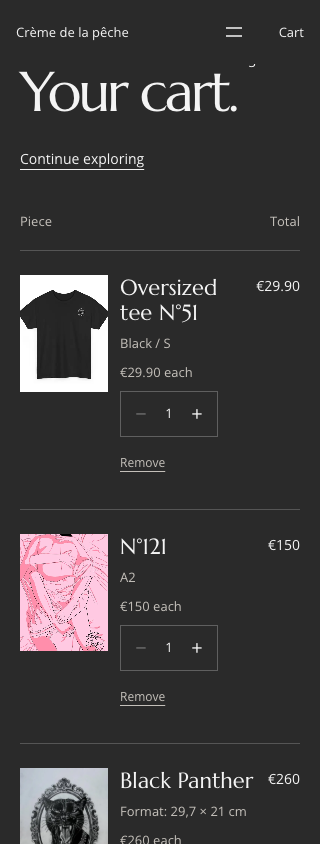 Crème de la pêche
Cart
Your cart.
Continue exploring
Piece
Total
Oversized
tee N°51
€29.90
Black / S
€29.90 each
1
Remove
N°121
€150
A2
€150 each
1
Remove
Black Panther
€260
Format: 29,7 × 21 cm
€260 each